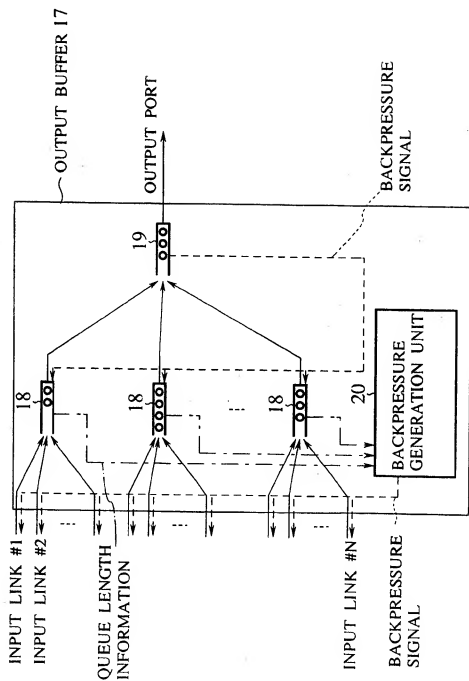 OUTPUT BUFFER 17
OUTPUT PORT
BACKPRESSURE
SIGNAL
19
18
18
18
20
BACKPRESSURE
GENERATION UNIT
INPUT LINK #1
INPUT LINK #2
QUEUE LENGTH
INFORMATION
INPUT LINK #N
BACKPRESSURE
SIGNAL